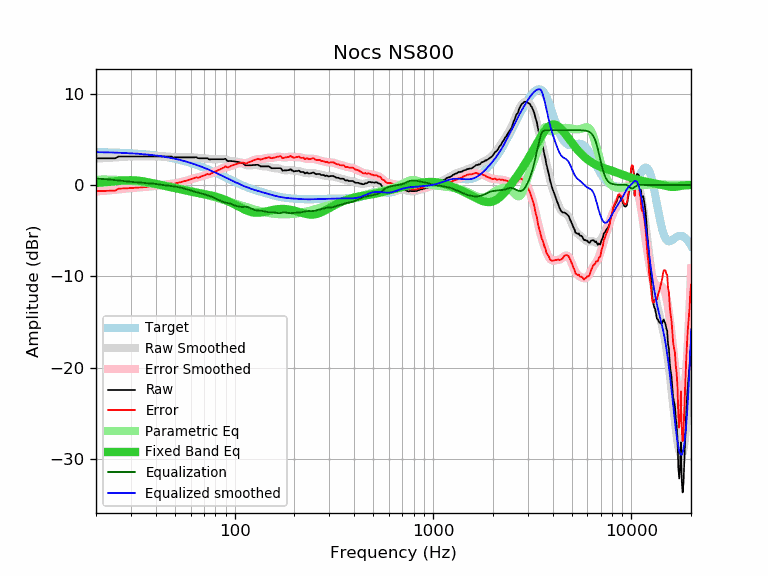 Nocs NS800
10
0
−10
−20
−30
Amplitude (dBr)
Target
Raw Smoothed
Error Smoothed
Raw
Error
Parametric Eq
Fixed Band Eq
Equalization
Equalized smoothed
100 1000 10000
Frequency (Hz)